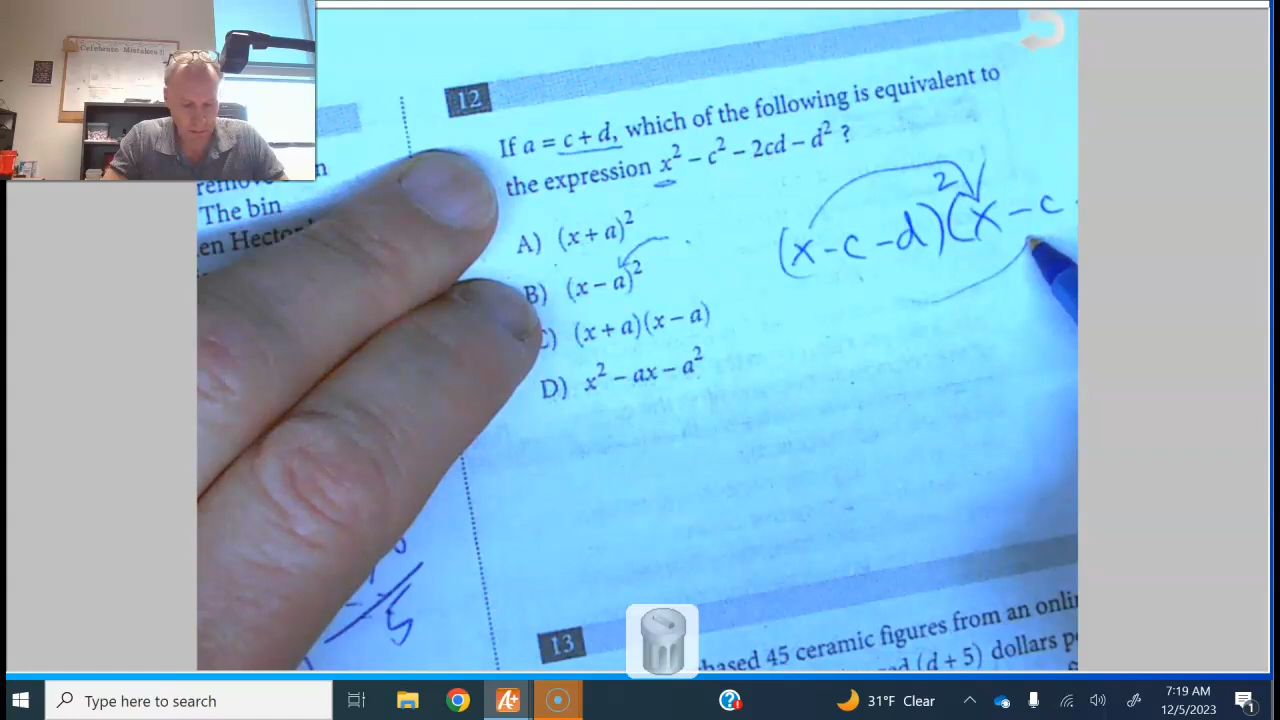 Celebrate Mistakes!
remove
The bin
en Hector
12
If a = c + d, which of the following is equivalent to
the expression x² − c² − 2cd − d² ?
A) (x + a)²
B) (x − a)²
C) (x + a)(x − a)
D) x² − ax − a²
(x − c − d)² (x − c
13
hased 45 ceramic figures from an onli
(d + 5) dollars p
Type here to search
A+
31°F Clear
7:19 AM
12/5/2023
1